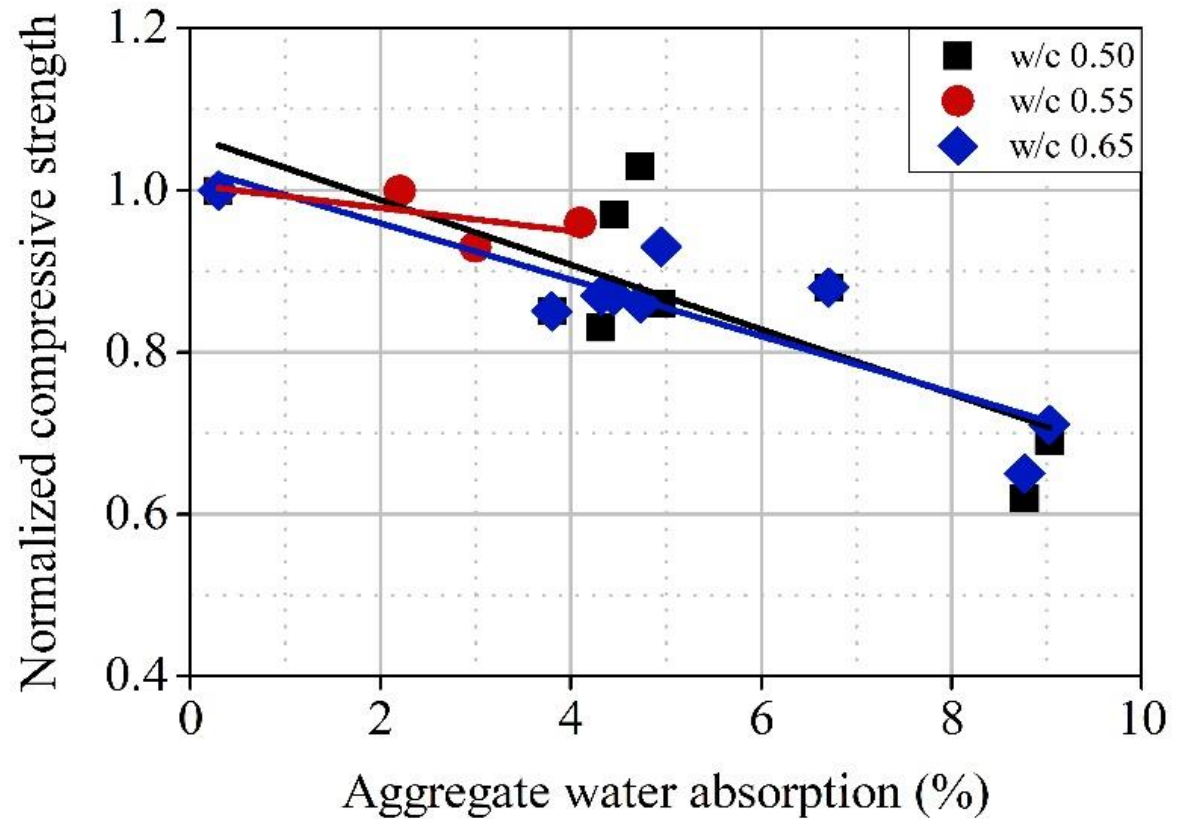 Normalized compressive strength
1.2
1.0
0.8
0.6
0.4
w/c 0.50
w/c 0.55
w/c 0.65
0 2 4 6 8 10
Aggregate water absorption (%)